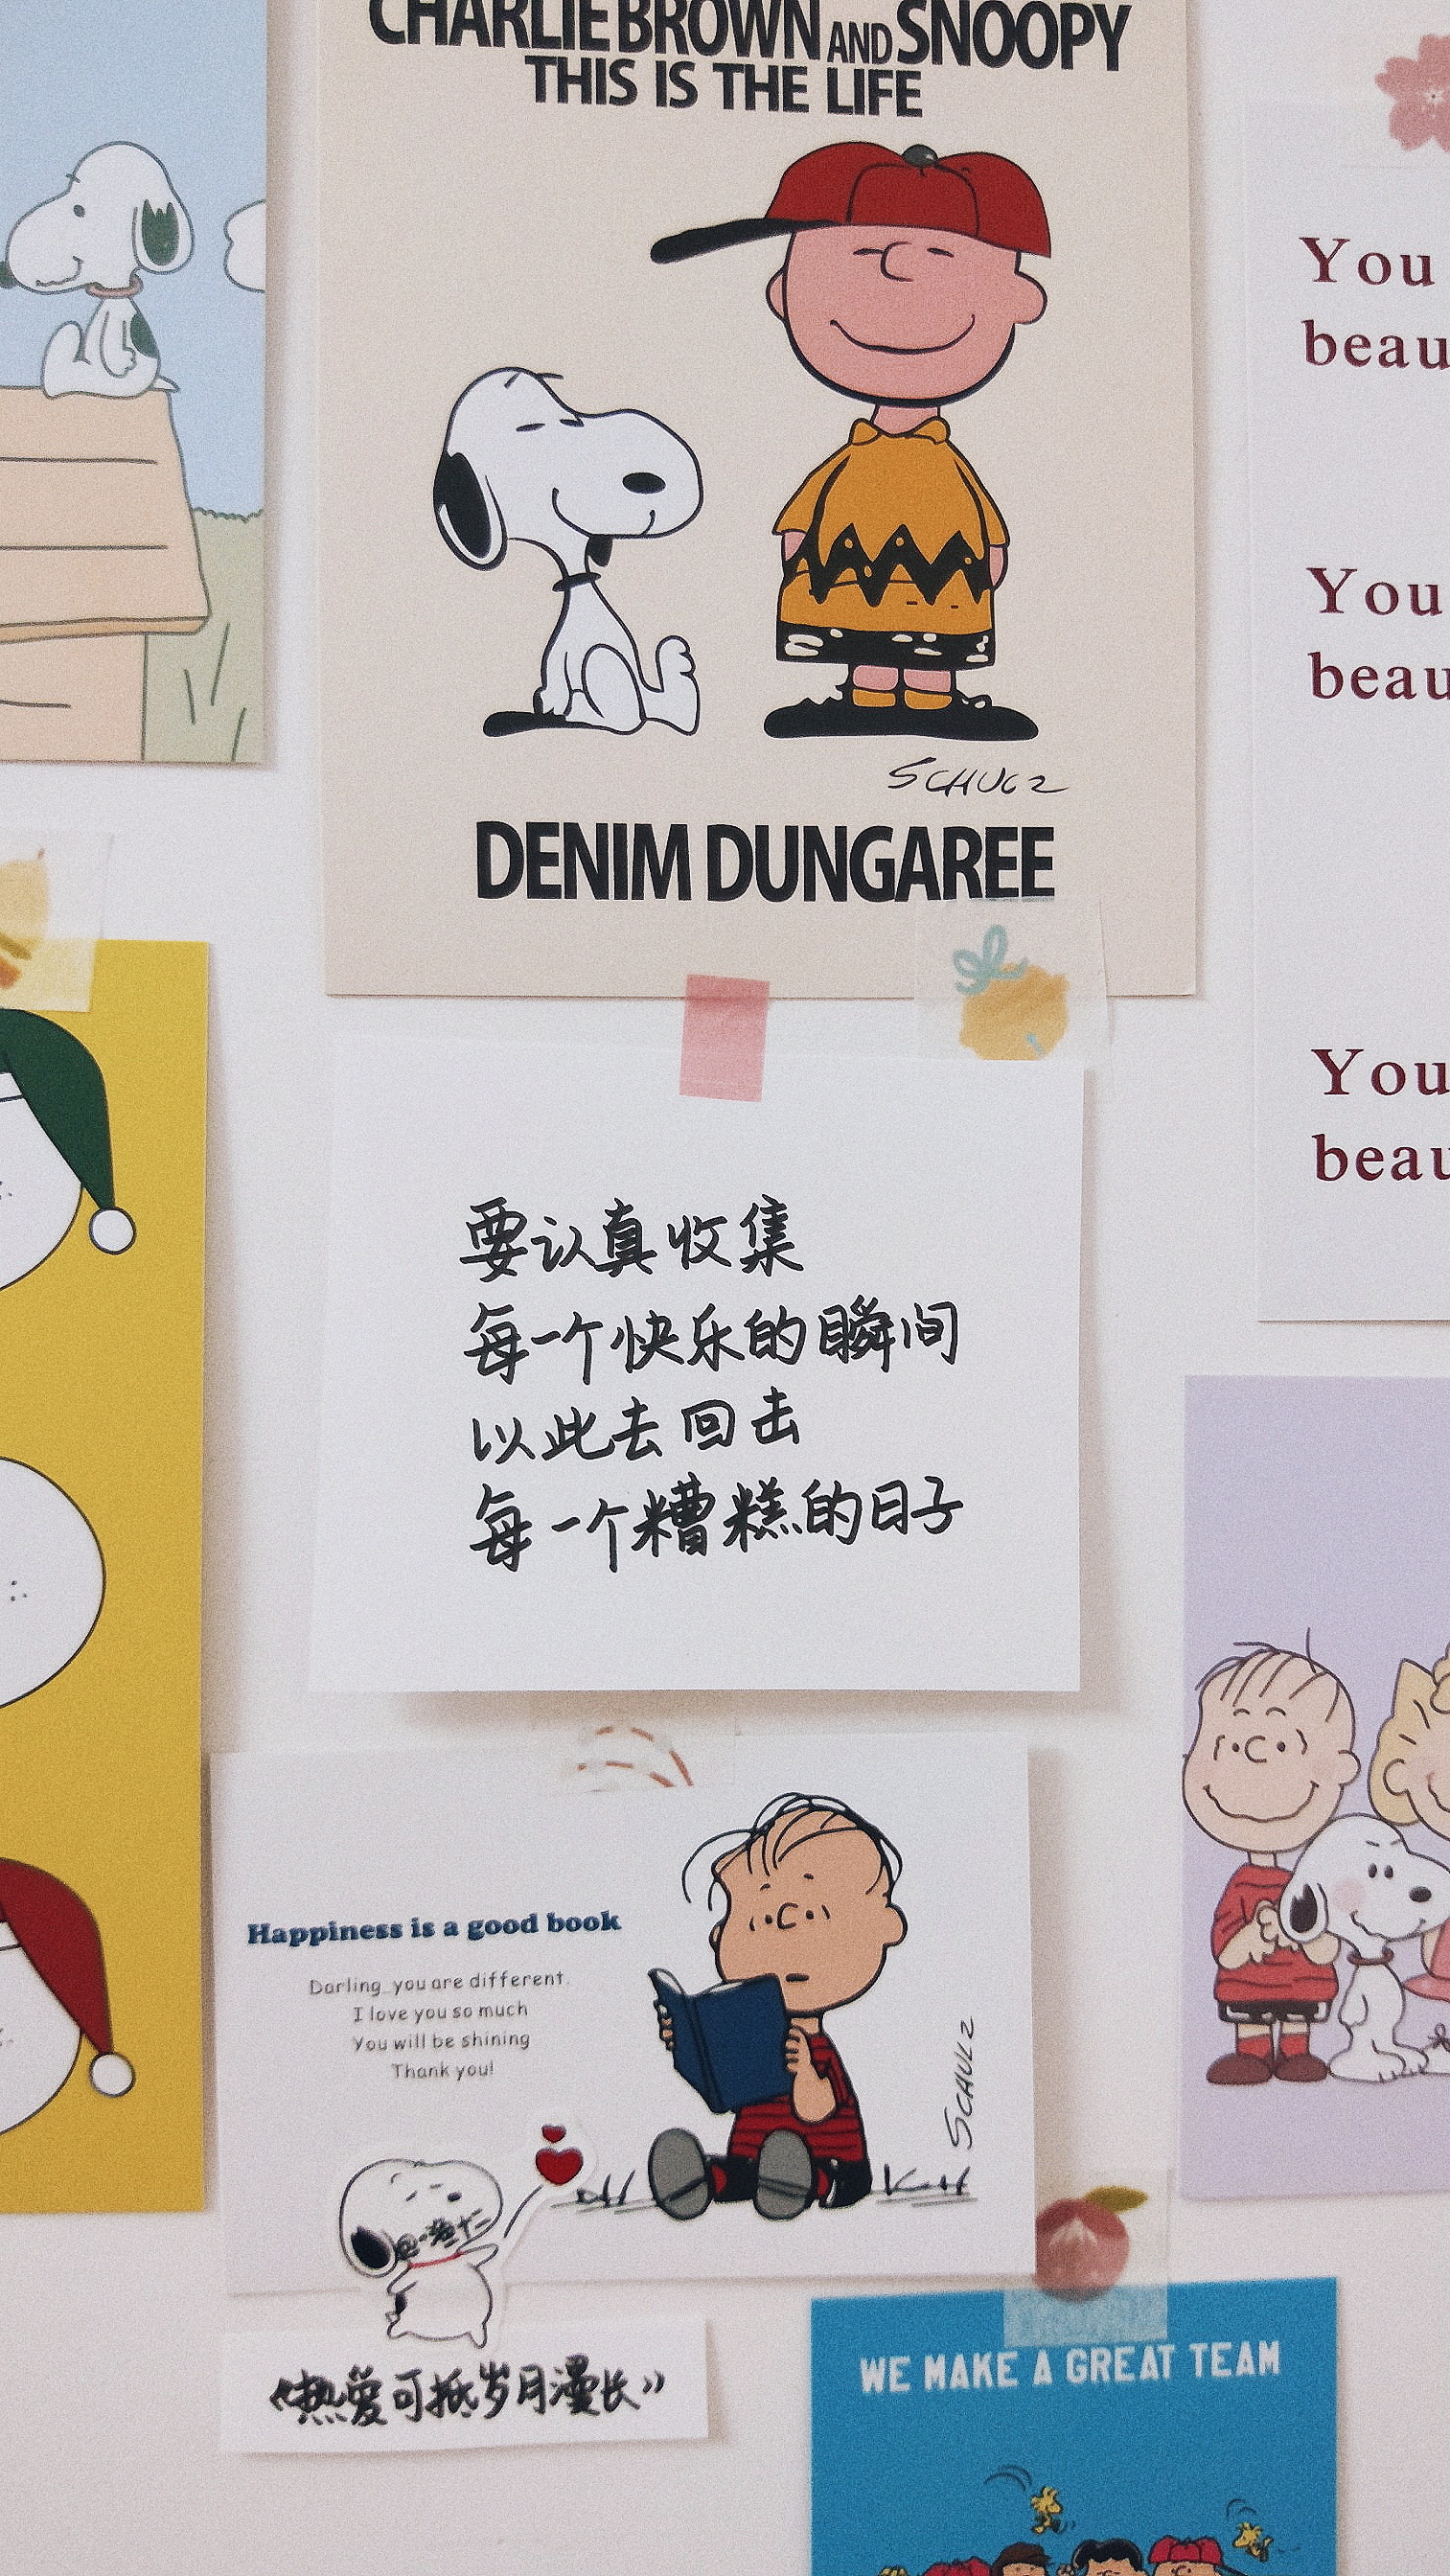 CHARLIE BROWN AND SNOOPY
THIS IS THE LIFE
SCHULZ
DENIM DUNGAREE
You
beau
You
beau
You
beau
要认真收集
每一个快乐的瞬间
以此去回击
每一个糟糕的日子
Happiness is a good book
Darling you are different.
I love you so much
You will be shining
Thank you!
SCHULZ
《热爱可抵岁月漫长》
WE MAKE A GREAT TEAM